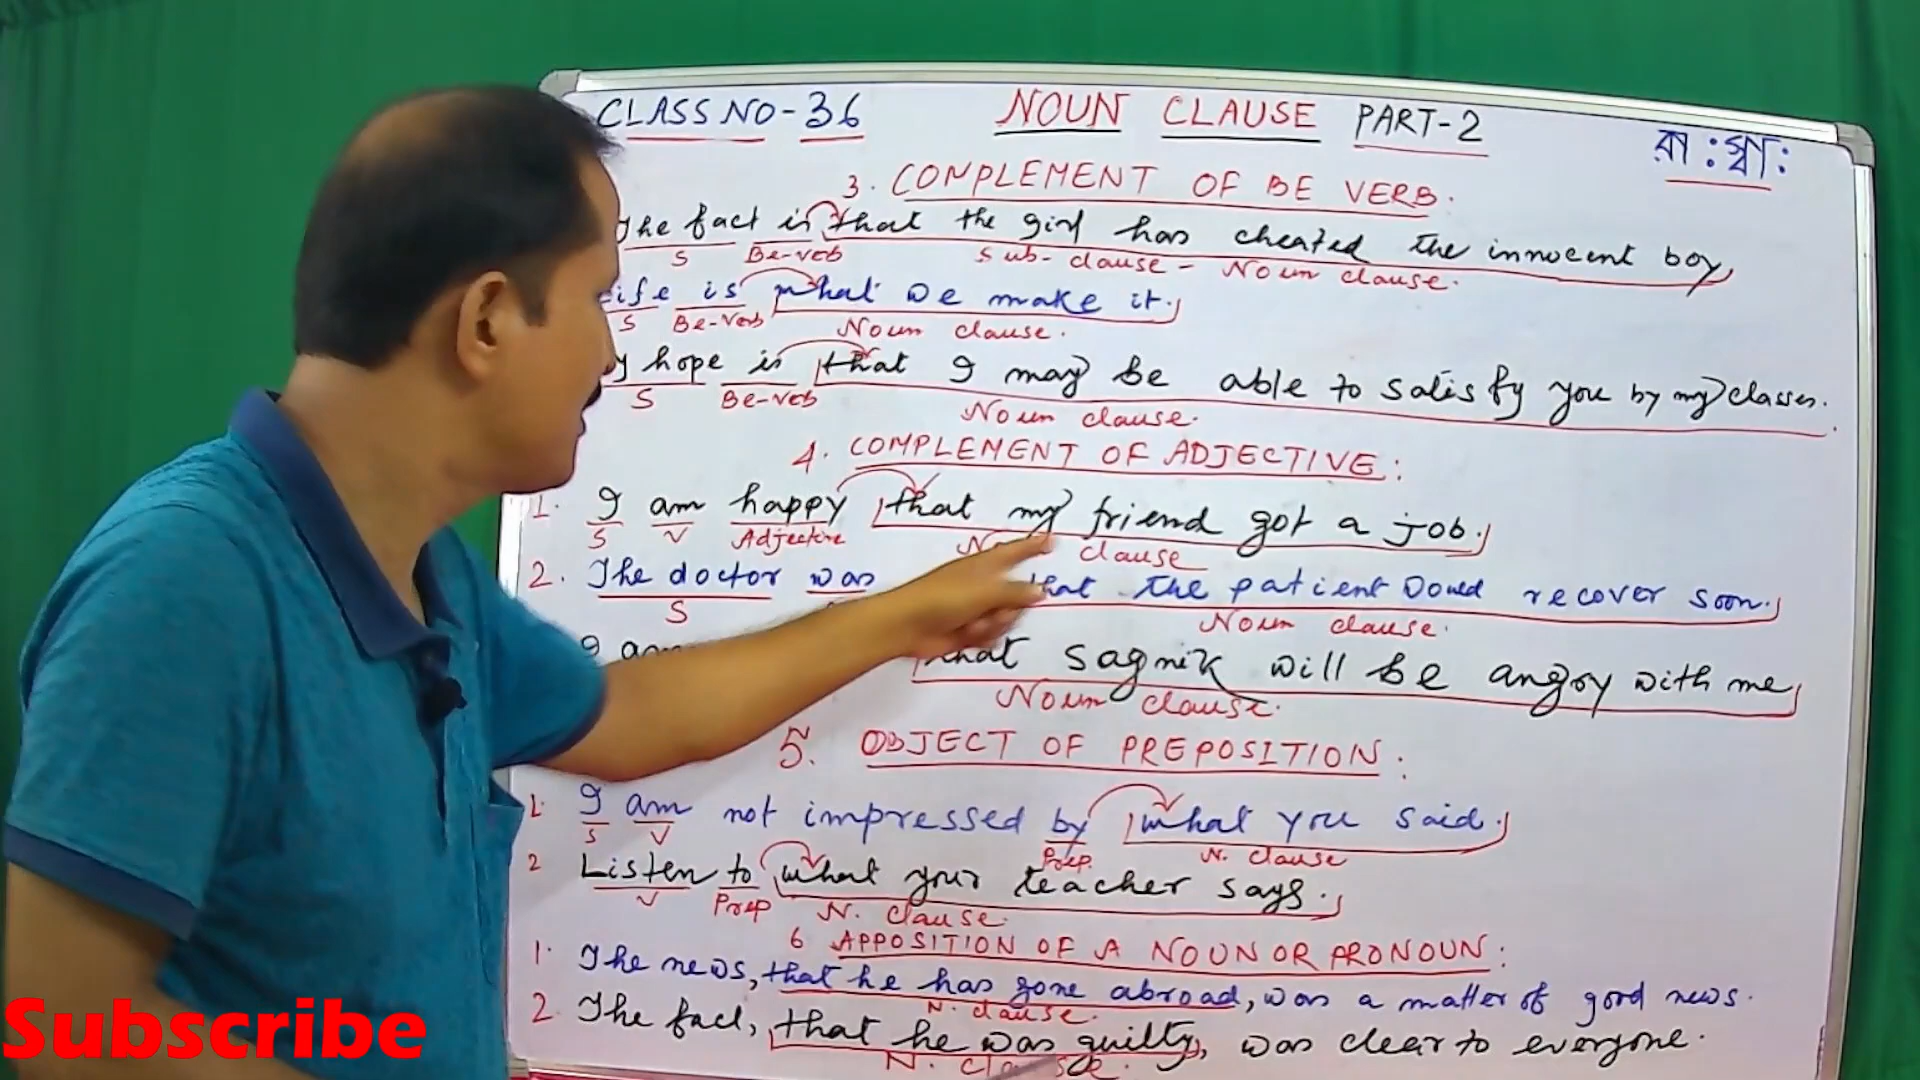 CLASS NO - 36 NOUN CLAUSE PART-2
রা : স্বা :
3. COMPLEMENT OF BE VERB.
The fact is that the girl has cheated the innocent boy
S Be-verb Sub-clause - Noun clause.
ife is what we make it.
S Be-Verb Noun clause.
y hope is that I may be able to satisfy you by my classes.
S Be-verb Noun clause.
4. COMPLEMENT OF ADJECTIVE:
1. I am happy that my friend got a job.
S V Adjective clause
2. The doctor was that the patient would recover soon.
S Noun clause.
I am that Sagnik will be angry with me
Noun clause.
5. OBJECT OF PREPOSITION:
1. I am not impressed by what you said.
S V Prep. N. clause
2 Listen to what your teacher says.
V Prep N. clause.
6 APPOSITION OF A NOUN OR PRONOUN:
1. The news, that he has gone abroad, was a matter of good news.
N. clause.
2. The fact, that he was guilty, was clear to everyone.
N. clause.
Subscribe